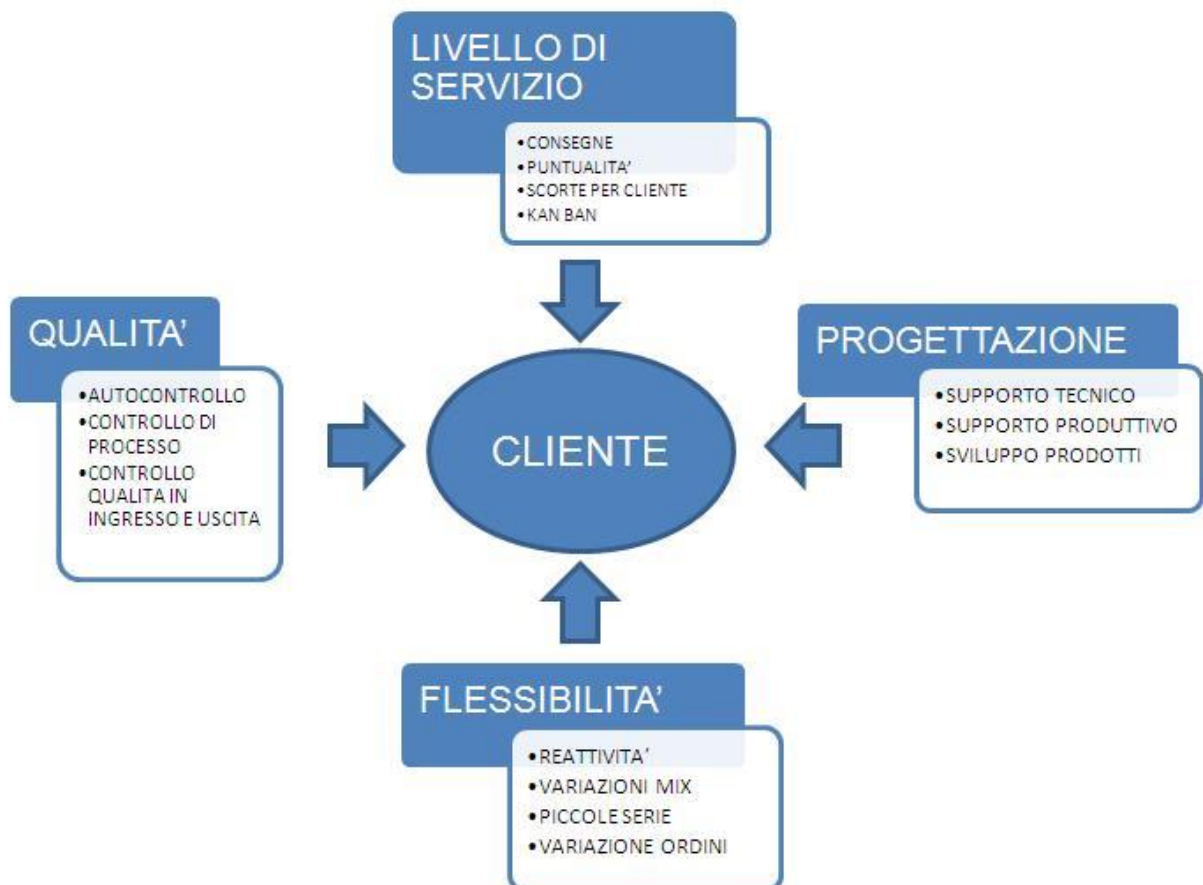 LIVELLO DI
SERVIZIO
•CONSEGNE
•PUNTUALITA’
•SCORTE PER CLIENTE
•KAN BAN
QUALITA’
•AUTOCONTROLLO
•CONTROLLO DI
PROCESSO
•CONTROLLO
QUALITA IN
INGRESSO E USCITA
CLIENTE
PROGETTAZIONE
•SUPPORTO TECNICO
•SUPPORTO PRODUTTIVO
•SVILUPPO PRODOTTI
FLESSIBILITA’
•REATTIVITA’
•VARIAZIONI MIX
•PICCOLE SERIE
•VARIAZIONE ORDINI